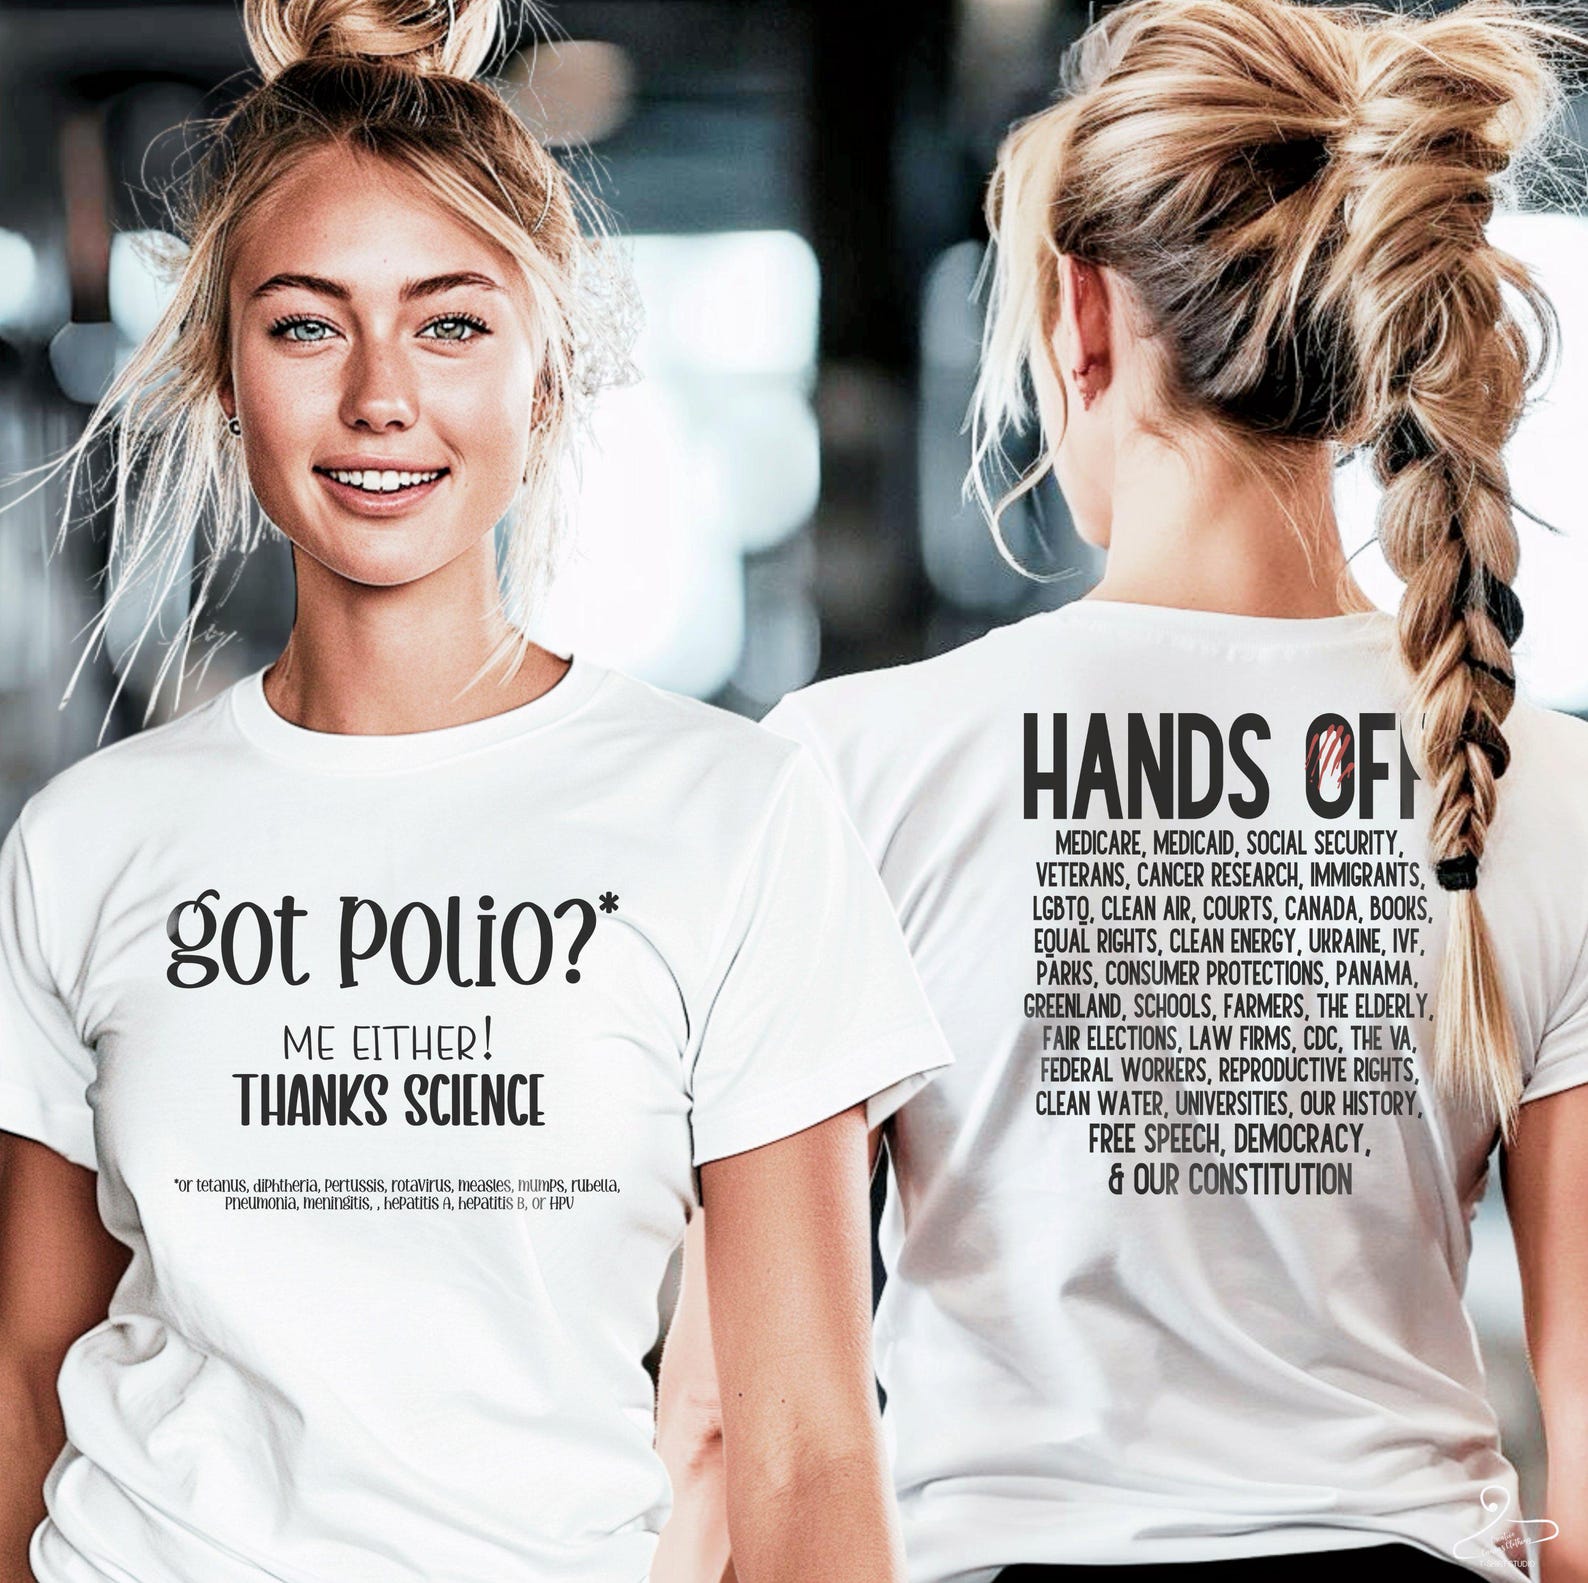 got polio?*
ME EITHER!
THANKS SCIENCE
*or tetanus, diphtheria, pertussis, rotavirus, measles, mumps, rubella,
pneumonia, meningitis, , hepatitis A, hepatitis B, or HPV
HANDS OFF
MEDICARE, MEDICAID, SOCIAL SECURITY,
VETERANS, CANCER RESEARCH, IMMIGRANTS,
LGBTQ, CLEAN AIR, COURTS, CANADA, BOOKS,
EQUAL RIGHTS, CLEAN ENERGY, UKRAINE, IVF,
PARKS, CONSUMER PROTECTIONS, PANAMA,
GREENLAND, SCHOOLS, FARMERS, THE ELDERLY,
FAIR ELECTIONS, LAW FIRMS, CDC, THE VA,
FEDERAL WORKERS, REPRODUCTIVE RIGHTS,
CLEAN WATER, UNIVERSITIES, OUR HISTORY,
FREE SPEECH, DEMOCRACY,
& OUR CONSTITUTION
T-SHIRT STUDIO